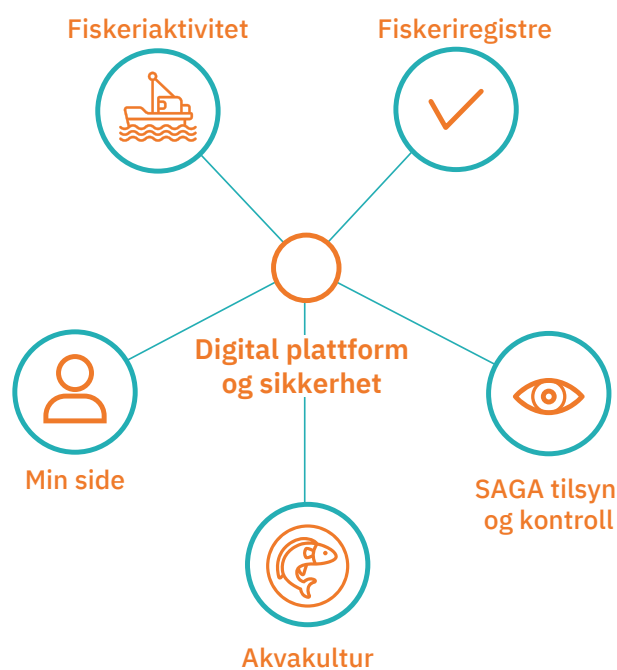 Fiskeriaktivitet
Fiskeriregistre
Digital plattform
og sikkerhet
Min side
SAGA tilsyn
og kontroll
Akvakultur